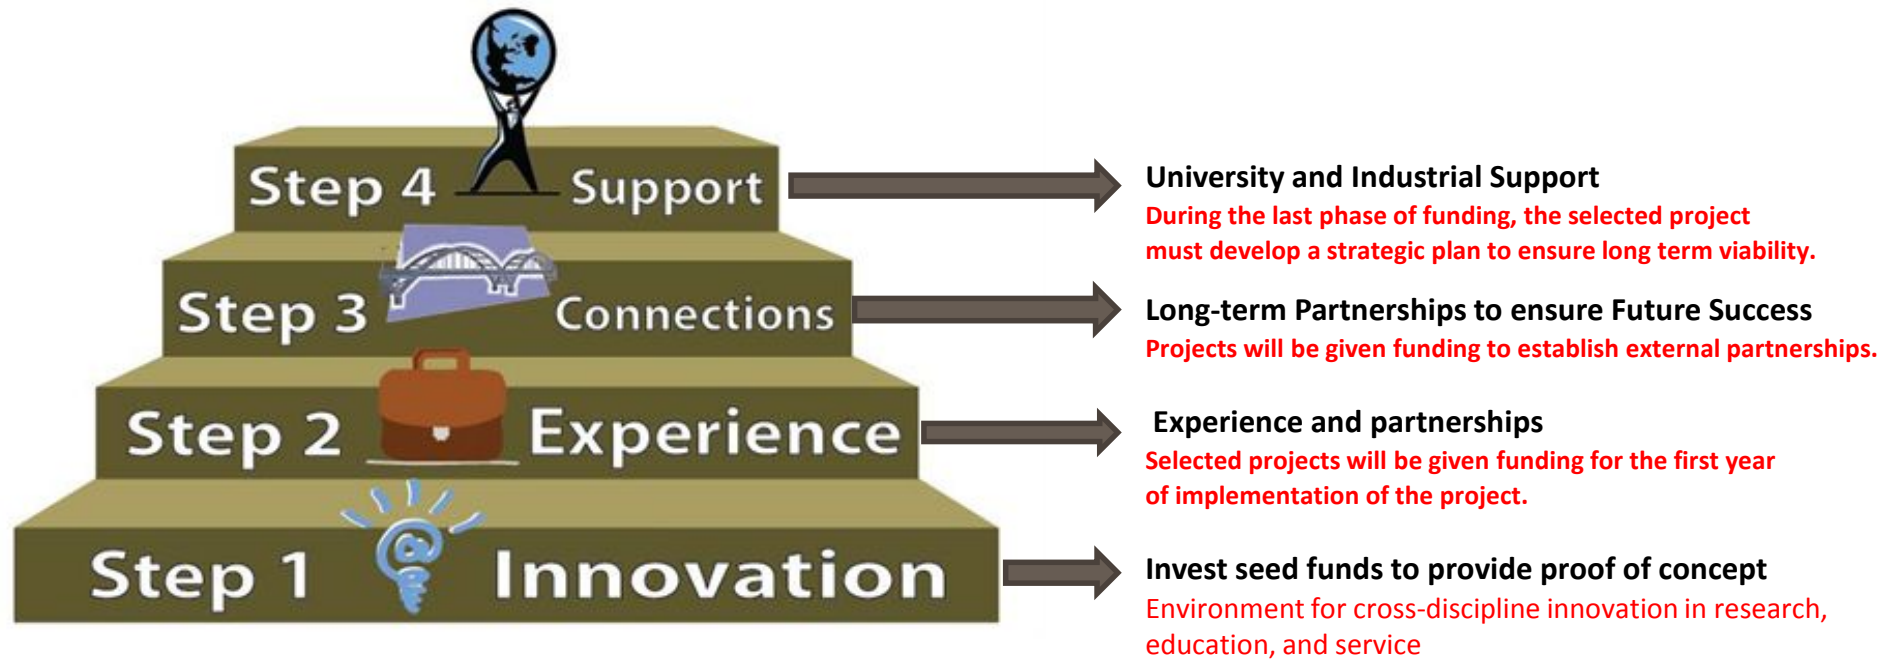 Step 4 Support
University and Industrial Support
During the last phase of funding, the selected project
must develop a strategic plan to ensure long term viability.
Step 3 Connections
Long-term Partnerships to ensure Future Success
Projects will be given funding to establish external partnerships.
Step 2 Experience
Experience and partnerships
Selected projects will be given funding for the first year
of implementation of the project.
Step 1 Innovation
Invest seed funds to provide proof of concept
Environment for cross-discipline innovation in research,
education, and service